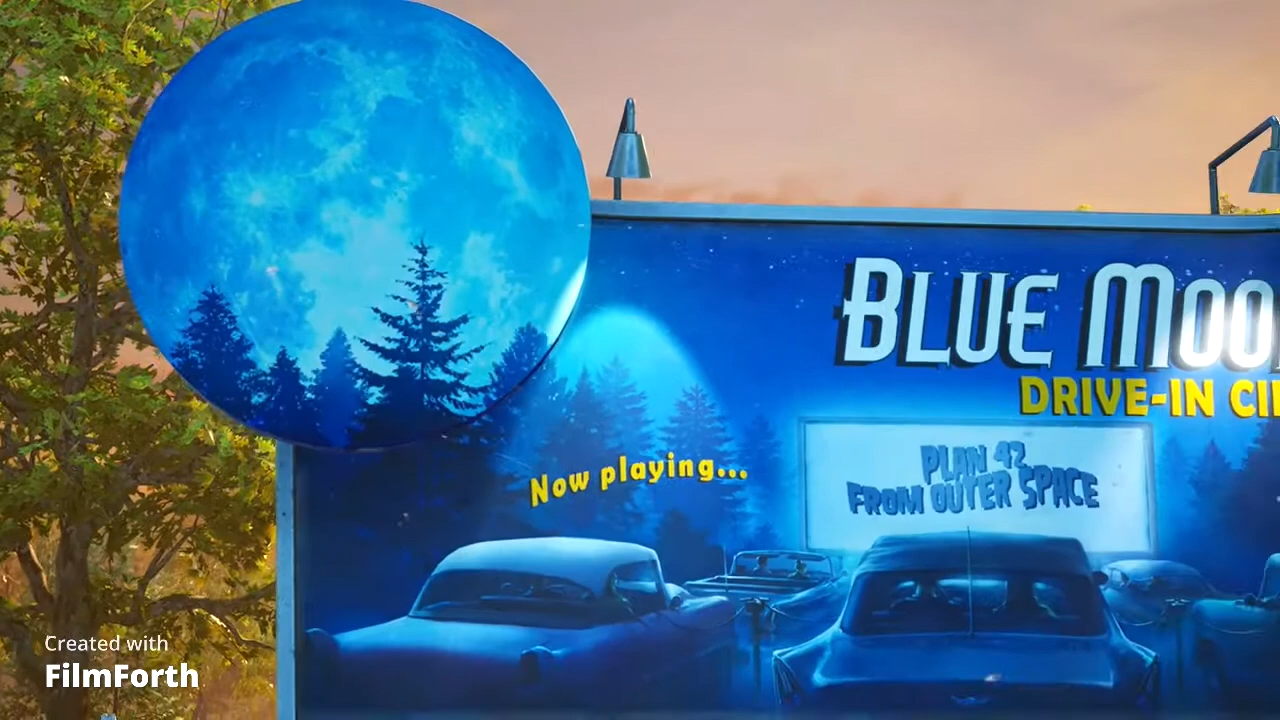 BLUE MOO
DRIVE-IN CI
Now playing...
PLAN 42
FROM OUTER SPACE
Created with
FilmForth